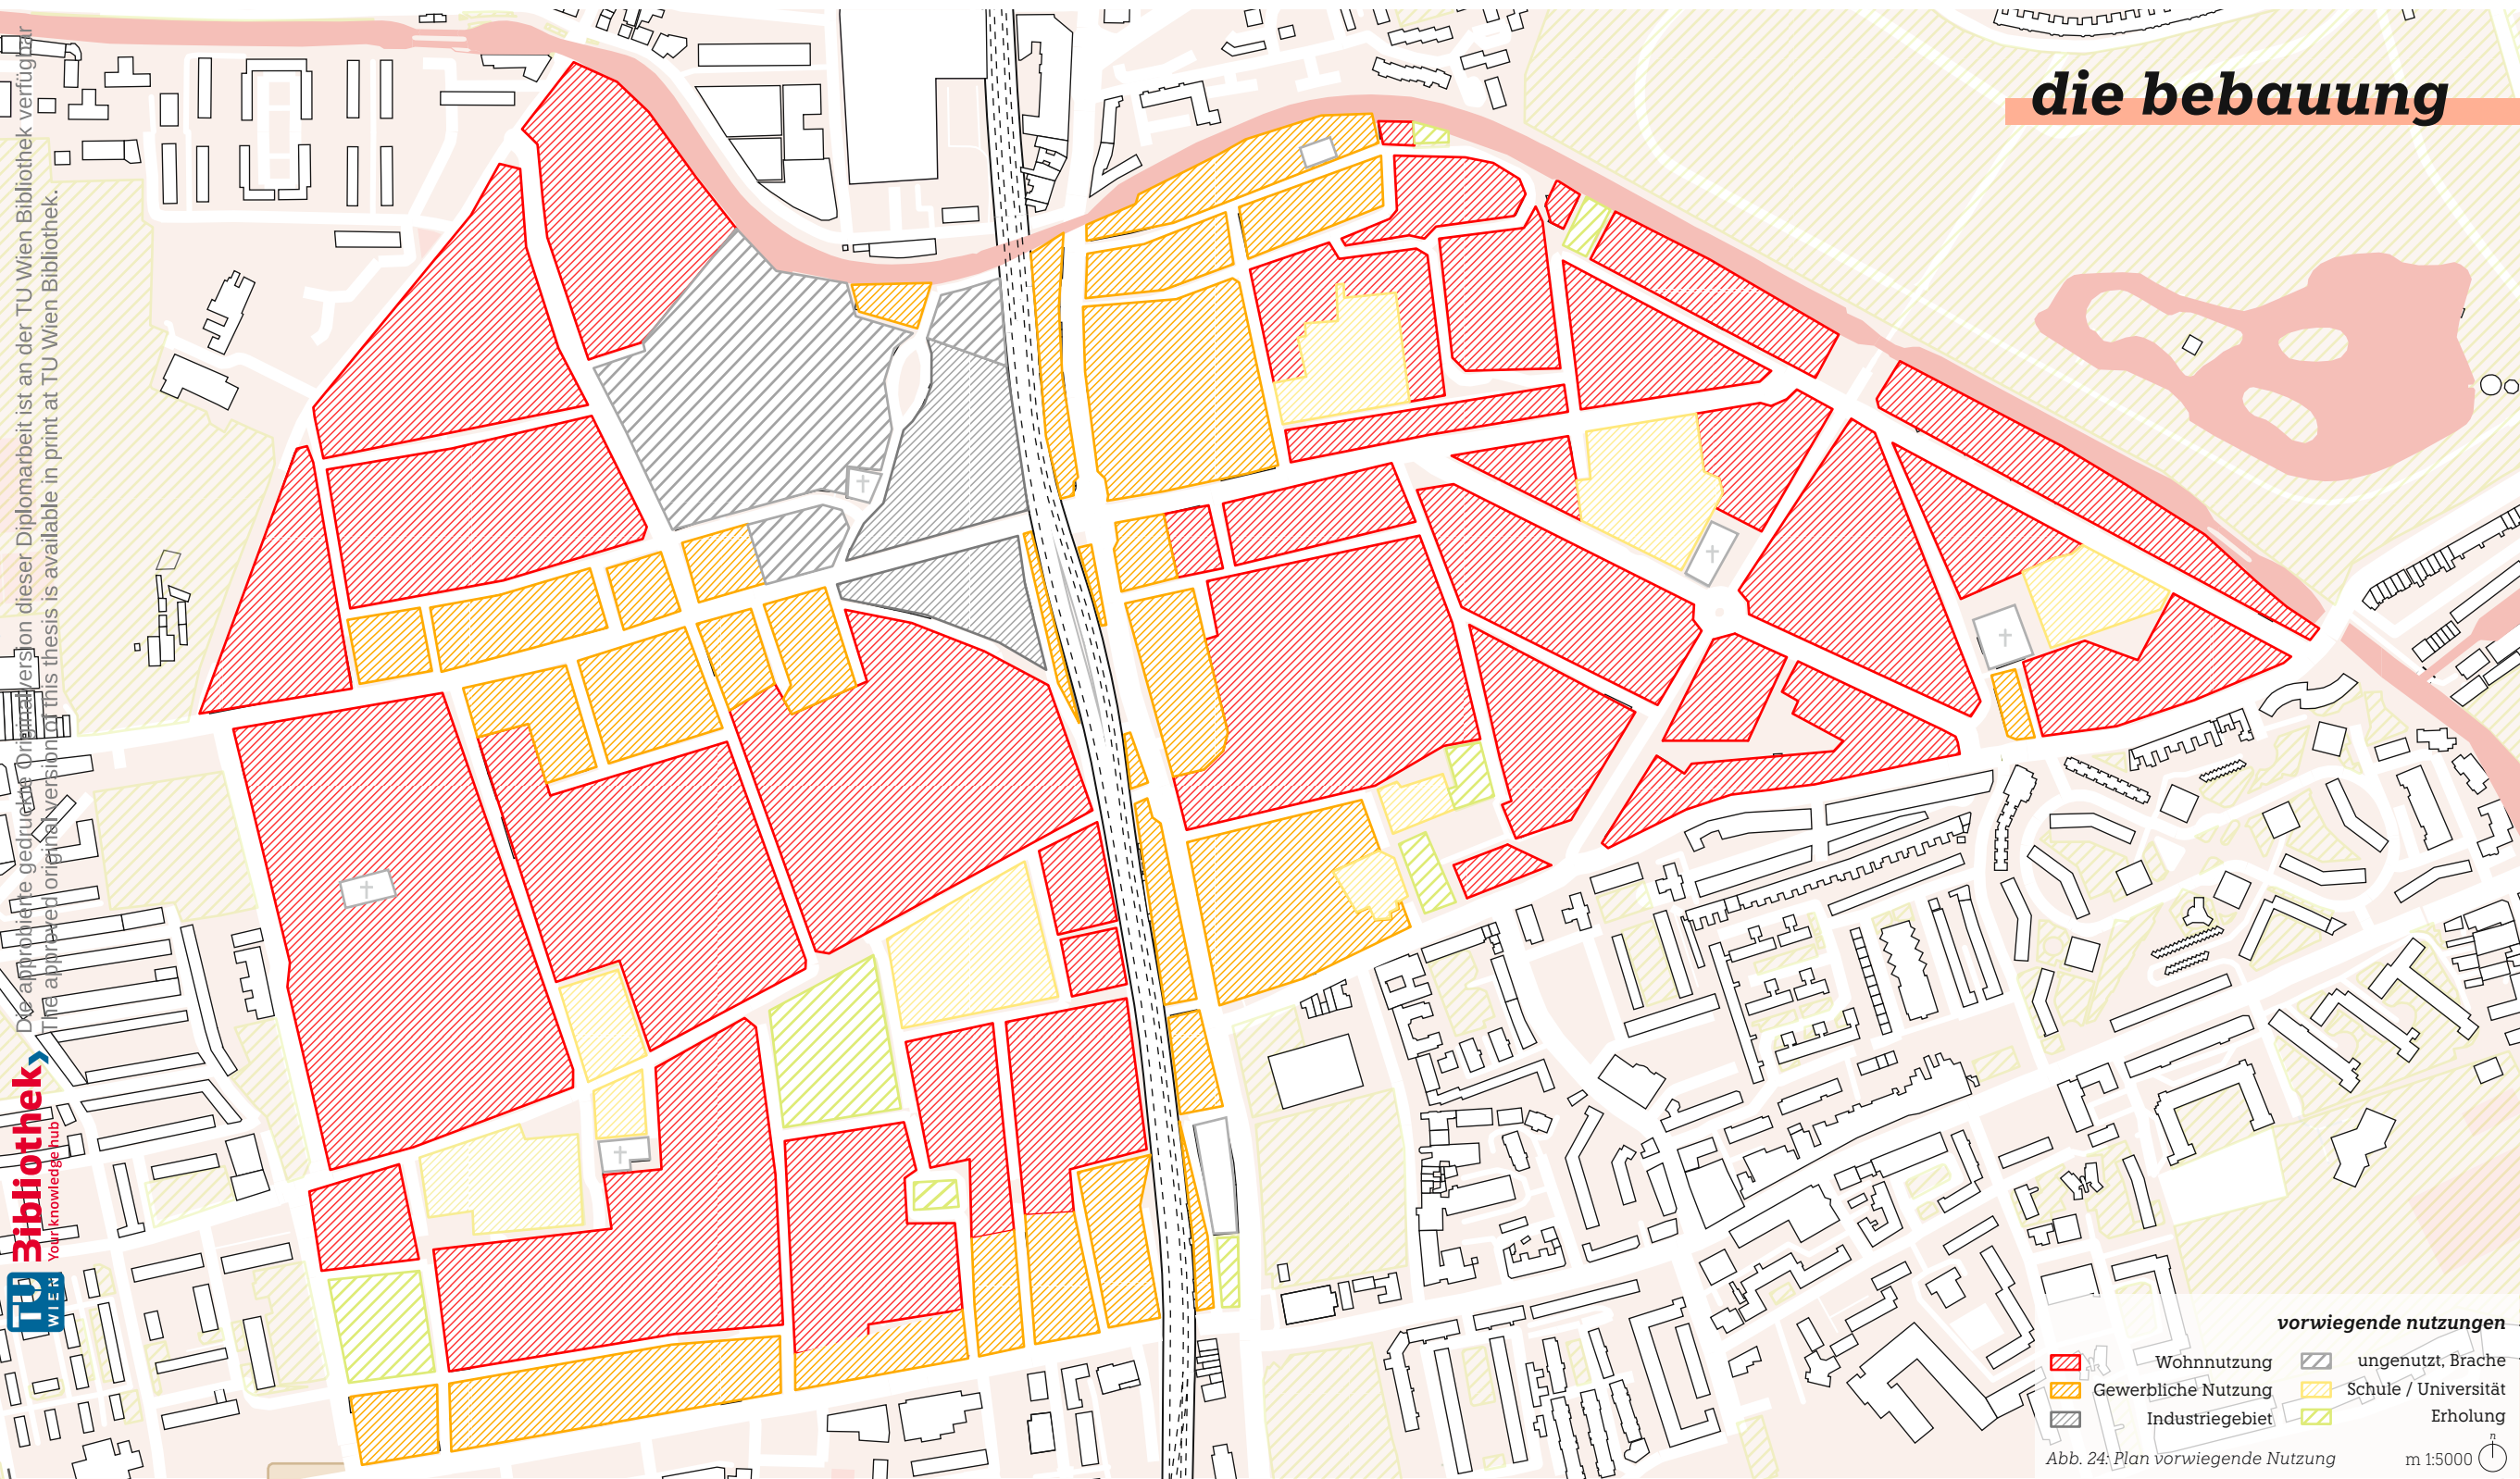 die bebauung
Die approbierte gedruckte Originalversion dieser Diplomarbeit ist an der TU Wien Bibliothek verfügbar
The approved original version of this thesis is available in print at TU Wien Bibliothek.
TU WIEN Bibliothek
Your knowledge hub
vorwiegende nutzungen
Wohnnutzung
Gewerbliche Nutzung
Industriegebiet
ungenutzt, Brache
Schule / Universität
Erholung
Abb. 24: Plan vorwiegende Nutzung
m 1:5000
n